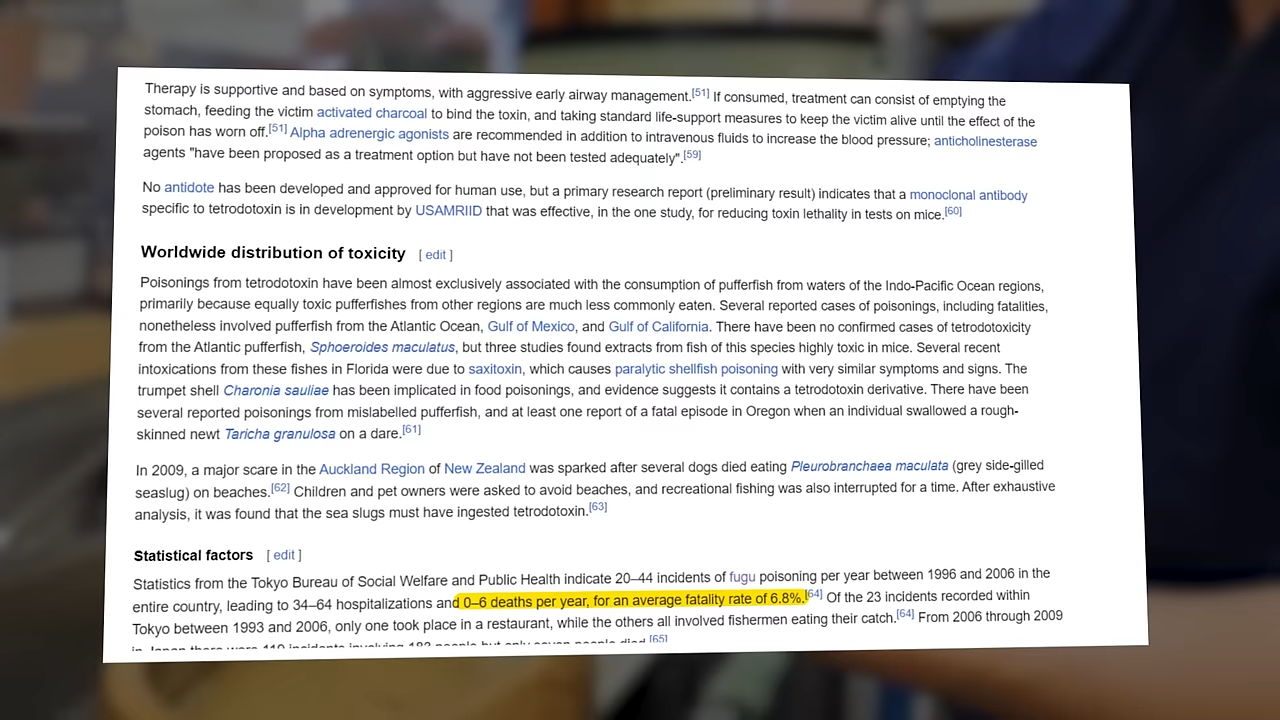 Therapy is supportive and based on symptoms, with aggressive early airway management.[51] If consumed, treatment can consist of emptying the
stomach, feeding the victim activated charcoal to bind the toxin, and taking standard life-support measures to keep the victim alive until the effect of the
poison has worn off.[51] Alpha adrenergic agonists are recommended in addition to intravenous fluids to increase the blood pressure; anticholinesterase
agents "have been proposed as a treatment option but have not been tested adequately".[59]
No antidote has been developed and approved for human use, but a primary research report (preliminary result) indicates that a monoclonal antibody
specific to tetrodotoxin is in development by USAMRIID that was effective, in the one study, for reducing toxin lethality in tests on mice.[60]
Worldwide distribution of toxicity [ edit ]
Poisonings from tetrodotoxin have been almost exclusively associated with the consumption of pufferfish from waters of the Indo-Pacific Ocean regions,
primarily because equally toxic pufferfishes from other regions are much less commonly eaten. Several reported cases of poisonings, including fatalities,
nonetheless involved pufferfish from the Atlantic Ocean, Gulf of Mexico, and Gulf of California. There have been no confirmed cases of tetrodotoxicity
from the Atlantic pufferfish, Sphoeroides maculatus, but three studies found extracts from fish of this species highly toxic in mice. Several recent
intoxications from these fishes in Florida were due to saxitoxin, which causes paralytic shellfish poisoning with very similar symptoms and signs. The
trumpet shell Charonia sauliae has been implicated in food poisonings, and evidence suggests it contains a tetrodotoxin derivative. There have been
several reported poisonings from mislabelled pufferfish, and at least one report of a fatal episode in Oregon when an individual swallowed a rough-
skinned newt Taricha granulosa on a dare.[61]
In 2009, a major scare in the Auckland Region of New Zealand was sparked after several dogs died eating Pleurobranchaea maculata (grey side-gilled
seaslug) on beaches.[62] Children and pet owners were asked to avoid beaches, and recreational fishing was also interrupted for a time. After exhaustive
analysis, it was found that the sea slugs must have ingested tetrodotoxin.[63]
Statistical factors [ edit ]
Statistics from the Tokyo Bureau of Social Welfare and Public Health indicate 20–44 incidents of fugu poisoning per year between 1996 and 2006 in the
entire country, leading to 34–64 hospitalizations and 0–6 deaths per year, for an average fatality rate of 6.8%.[64] Of the 23 incidents recorded within
Tokyo between 1993 and 2006, only one took place in a restaurant, while the others all involved fishermen eating their catch.[64] From 2006 through 2009
in Japan there were 119 incidents involving 183 people but only seven people died.[65]